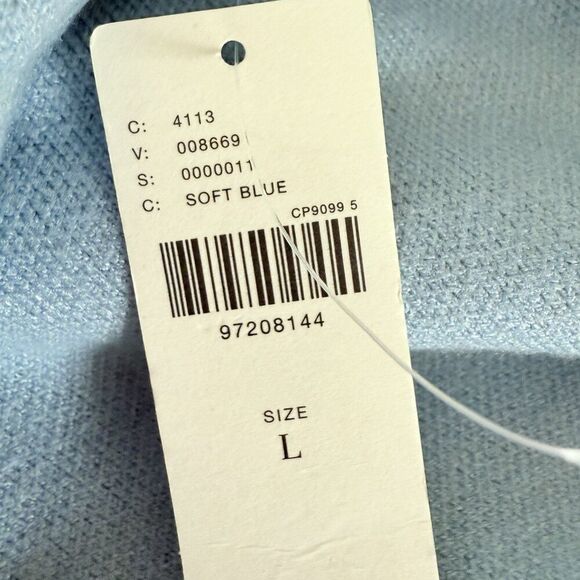 C: 4113
V: 008669
S: 0000011
C: SOFT BLUE
CP9099 5
97208144
SIZE
L